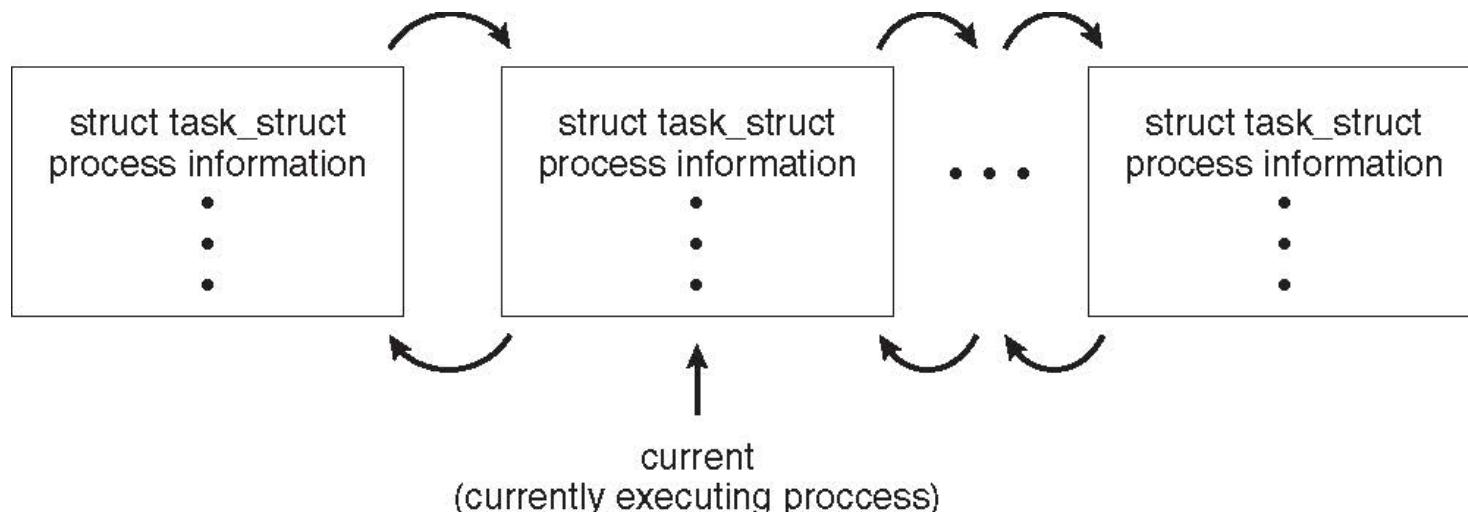 struct task_struct
process information
struct task_struct
process information
struct task_struct
process information
current
(currently executing proccess)